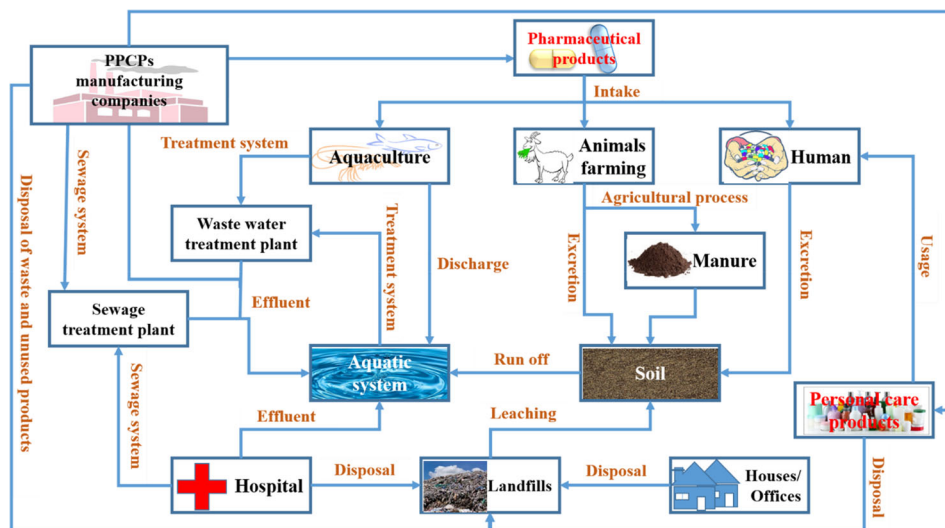 PPCPs
manufacturing
companies
Pharmaceutical
products
Intake
Treatment system
Aquaculture
Animals
farming
Human
Agricultural process
Sewage system
Disposal of waste and unused products
Waste water
treatment plant
Treatment system
Discharge
Excretion
Manure
Excretion
Usage
Sewage
treatment plant
Effluent
Aquatic
system
Run off
Soil
Personal care
products
Sewage system
Effluent
Leaching
Hospital
Disposal
Landfills
Disposal
Houses/
Offices
Disposal